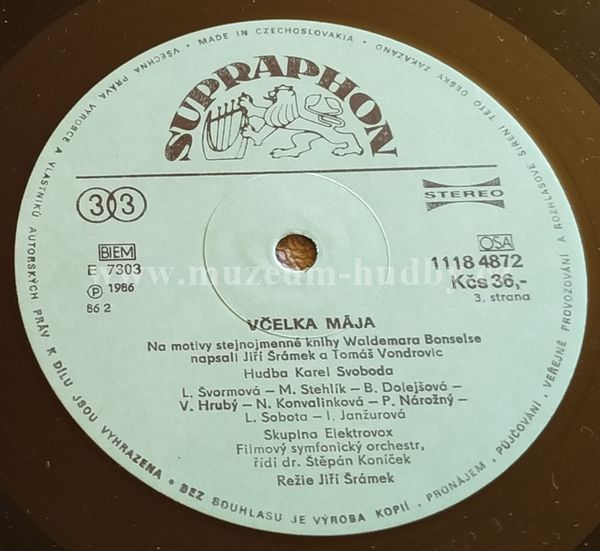 MADE IN CZECHOSLOVAKIA • VŠECHNA PRÁVA VÝROBCE A VLASTNÍKŮ AUTORSKÝCH PRÁV K DÍLU JSOU VYHRAZENA • BEZ SOUHLASU JE VÝROBA KOPIÍ, PRONÁJEM, PŮJČOVÁNÍ, VEŘEJNÉ PROVOZOVÁNÍ A ROZHLASOVÉ ŠÍŘENÍ TÉTO DESKY ZAKÁZÁNO
SUPRAPHON
33
STEREO
BIEM
E 7303
Ⓟ 1986
86 2
OSA
1118 4872
Kčs 36,-
3. strana
www.muzeum-hudby.
VČELKA MÁJA
Na motivy stejnojmenné knihy Waldemara Bonselse
napsali Jiří Šrámek a Tomáš Vondrovic
Hudba Karel Svoboda
L. Švormová – M. Stehlík – B. Dolejšová –
V. Hrubý – N. Konvalinková – P. Nárožný –
L. Sobota – I. Janžurová
Skupina Elektrovox
Filmový symfonický orchestr,
řídí dr. Štěpán Koníček
Režie Jiří Šrámek